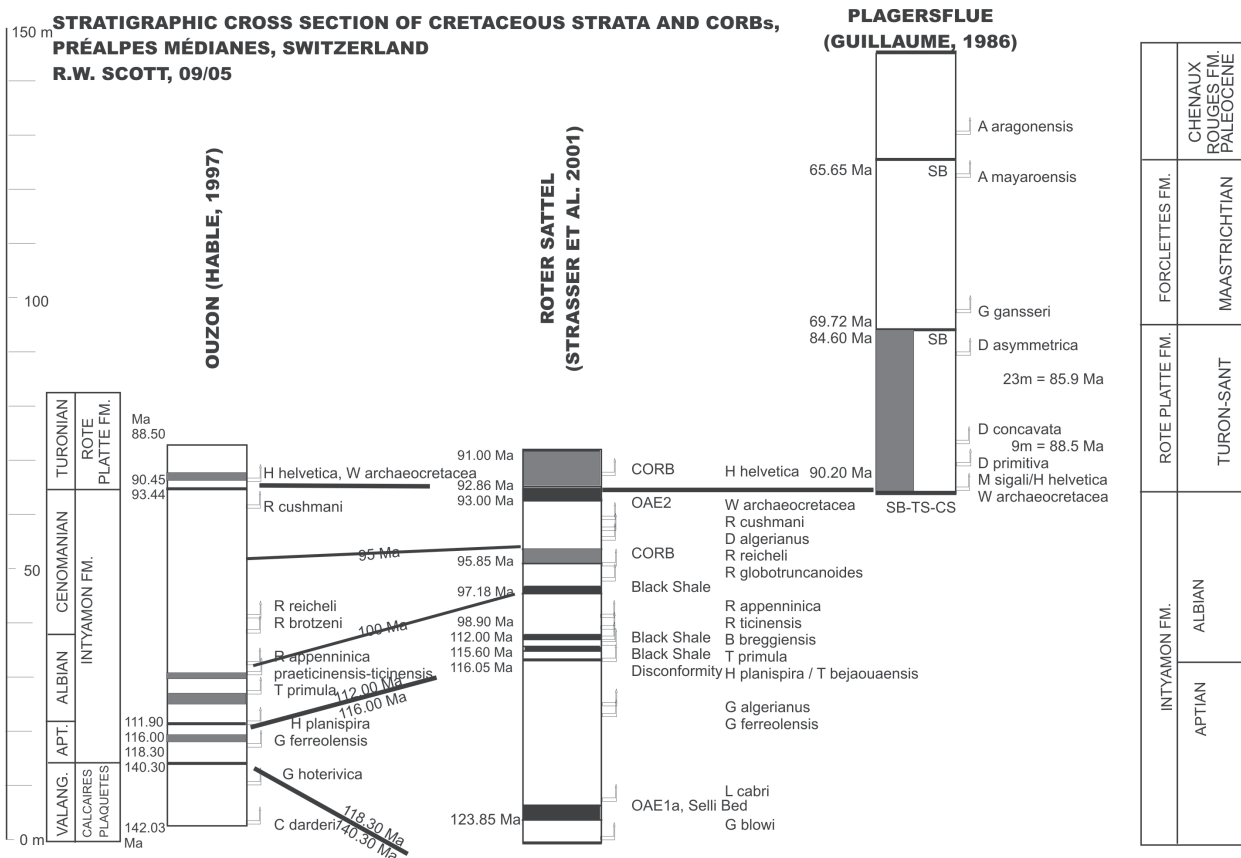 STRATIGRAPHIC CROSS SECTION OF CRETACEOUS STRATA AND CORBs,
PRÉALPES MÉDIANES, SWITZERLAND
R.W. SCOTT, 09/05
150 m
100
50
0 m
OUZON (HABLE, 1997)
TURONIAN
ROTE
PLATTE FM.
CENOMANIAN
INTYAMON FM.
ALBIAN
APT.
VALANG.
CALCAIRES
PLAQUETES
Ma
88.50
90.45
93.44
111.90
116.00
118.30
140.30
142.03
Ma
H helvetica, W archaeocretacea
R cushmani
R reicheli
R brotzeni
R appenninica
praeticinensis-ticinensis
T primula
H planispira
G ferreolensis
G hoterivica
C darderi
95 Ma
100 Ma
112.00 Ma
116.00 Ma
118.30 Ma
140.30 Ma
ROTER SATTEL
(STRASSER ET AL. 2001)
91.00 Ma
92.86 Ma
93.00 Ma
95.85 Ma
97.18 Ma
98.90 Ma
112.00 Ma
115.60 Ma
116.05 Ma
123.85 Ma
CORB
OAE2
CORB
Black Shale
Black Shale
Black Shale
Disconformity
OAE1a, Selli Bed
H helvetica
W archaeocretacea
R cushmani
D algerianus
R reicheli
R globotruncanoides
R appenninica
R ticinensis
B breggiensis
T primula
H planispira / T bejaouaensis
G algerianus
G ferreolensis
L cabri
G blowi
PLAGERSFLUE
(GUILLAUME, 1986)
65.65 Ma
69.72 Ma
84.60 Ma
90.20 Ma
SB
SB
SB-TS-CS
A aragonensis
A mayaroensis
G gansseri
D asymmetrica
23m = 85.9 Ma
D concavata
9m = 88.5 Ma
D primitiva
M sigali/H helvetica
W archaeocretacea
CHENAUX
ROUGES FM.
PALEOCENE
FORCLETTES FM.
MAASTRICHTIAN
ROTE PLATTE FM.
TURON-SANT
INTYAMON FM.
ALBIAN
APTIAN